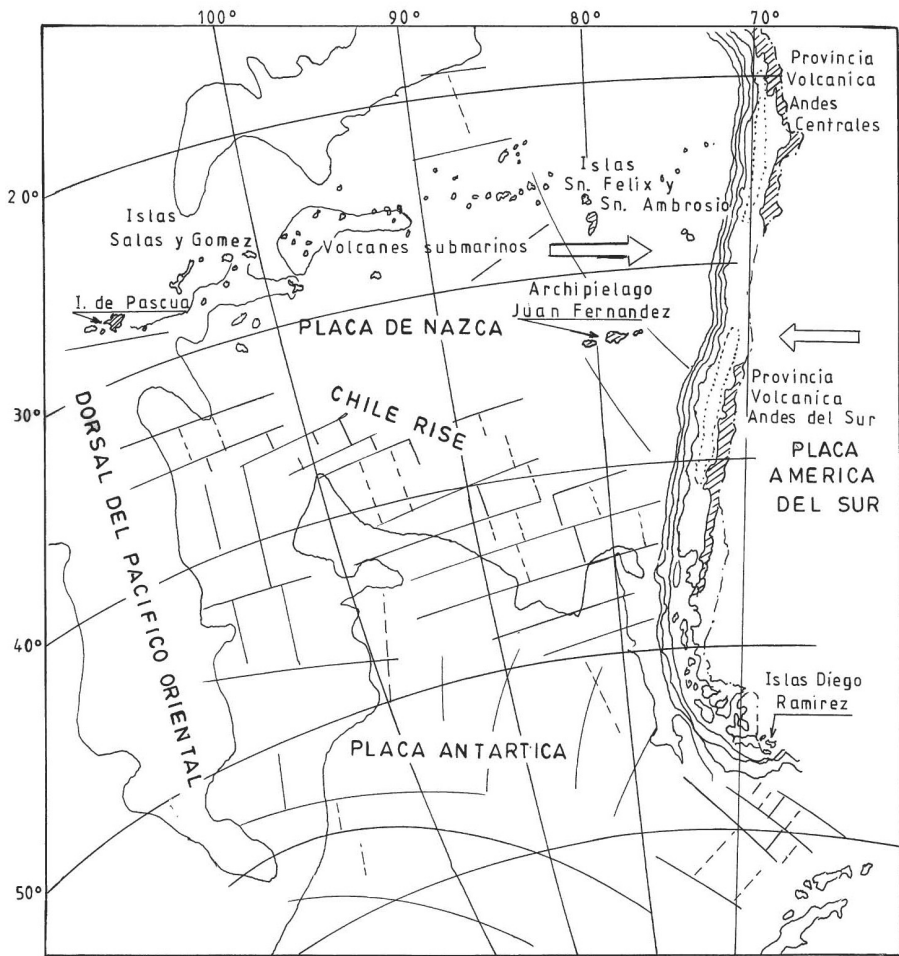 100°
90°
80°
70°
Provincia
Volcanica
Andes
Centrales
20°
Islas
Salas y Gomez
Islas
Sn. Felix y
Sn. Ambrosio
Volcanes submarinos
I. de Pascua
Archipielago
Juan Fernandez
PLACA DE NAZCA
30°
CHILE RISE
Provincia
Volcanica
Andes del Sur
PLACA
AMERICA
DEL SUR
DORSAL DEL PACIFICO ORIENTAL
40°
Islas Diego
Ramirez
PLACA ANTARTICA
50°